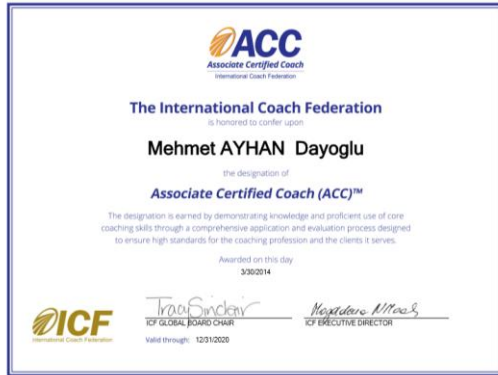 ACC
Associate Certified Coach
International Coach Federation
The International Coach Federation
is honored to confer upon
Mehmet AYHAN Dayoglu
the designation of
Associate Certified Coach (ACC)™
The designation is earned by demonstrating knowledge and proficient use of core
coaching skills through a comprehensive application and evaluation process designed
to ensure high standards for the coaching profession and the clients it serves.
Awarded on this day
3/30/2014
ICF
International Coach Federation
Traci Sinclair
ICF GLOBAL BOARD CHAIR
Valid through: 12/31/2020
ICF EXECUTIVE DIRECTOR